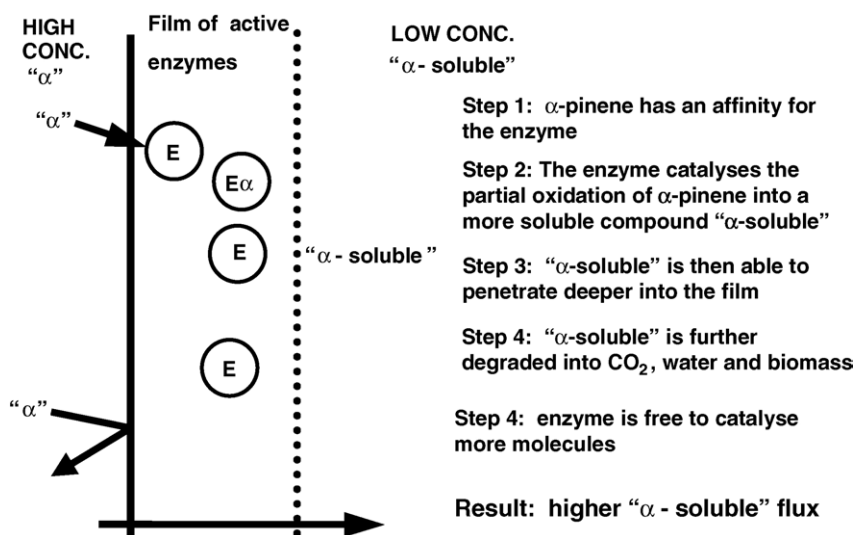 HIGH
CONC.
“α”
Film of active
enzymes
LOW CONC.
“α- soluble”
“α”
E
Eα
E
“α - soluble ”
E
“α”
Step 1: α-pinene has an affinity for
the enzyme
Step 2: The enzyme catalyses the
partial oxidation of α-pinene into a
more soluble compound “α-soluble”
Step 3: “α-soluble” is then able to
penetrate deeper into the film
Step 4: “α-soluble” is further
degraded into CO₂, water and biomass
Step 4: enzyme is free to catalyse
more molecules
Result: higher “α - soluble” flux